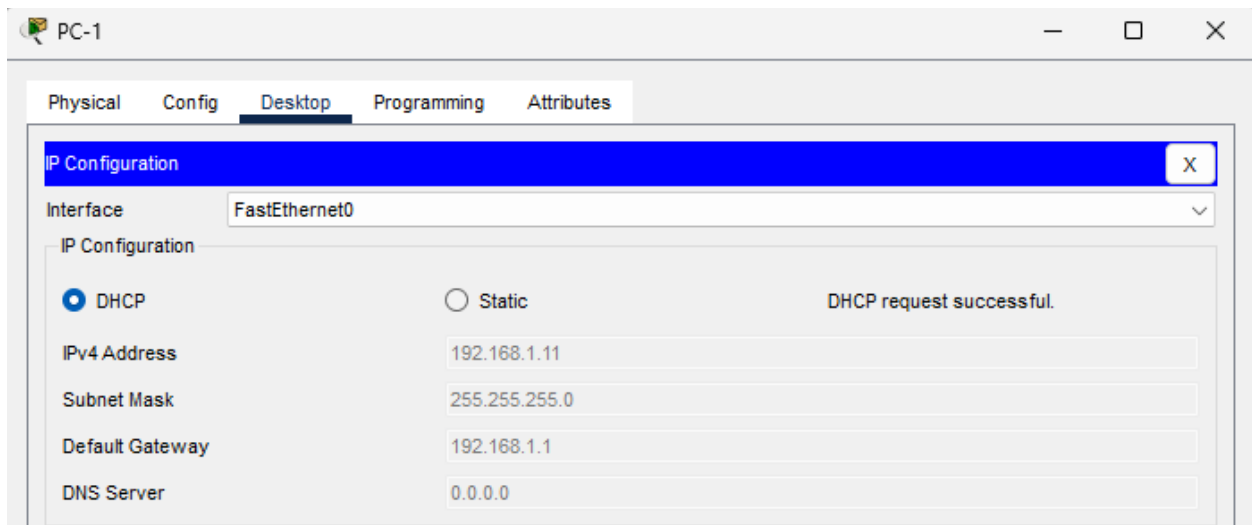 PC-1
Physical Config Desktop Programming Attributes
IP Configuration X
Interface FastEthernet0
IP Configuration
DHCP Static DHCP request successful.
IPv4 Address 192.168.1.11
Subnet Mask 255.255.255.0
Default Gateway 192.168.1.1
DNS Server 0.0.0.0